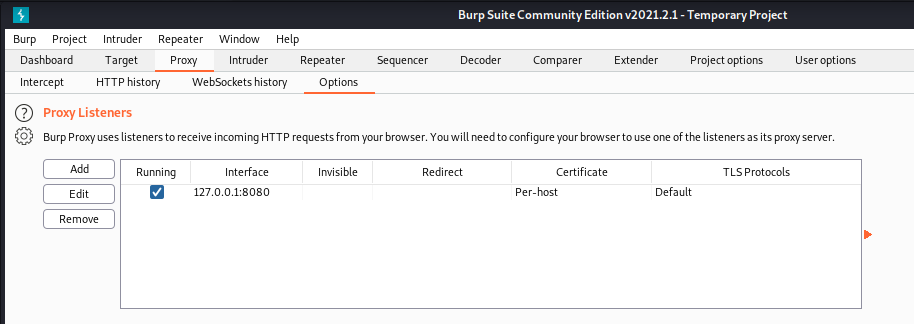 Burp Suite Community Edition v2021.2.1 - Temporary Project
Burp Project Intruder Repeater Window Help
Dashboard Target Proxy Intruder Repeater Sequencer Decoder Comparer Extender Project options User options
Intercept HTTP history WebSockets history Options
? Proxy Listeners
Burp Proxy uses listeners to receive incoming HTTP requests from your browser. You will need to configure your browser to use one of the listeners as its proxy server.
Add Running Interface Invisible Redirect Certificate TLS Protocols
Edit 127.0.0.1:8080 Per-host Default
Remove